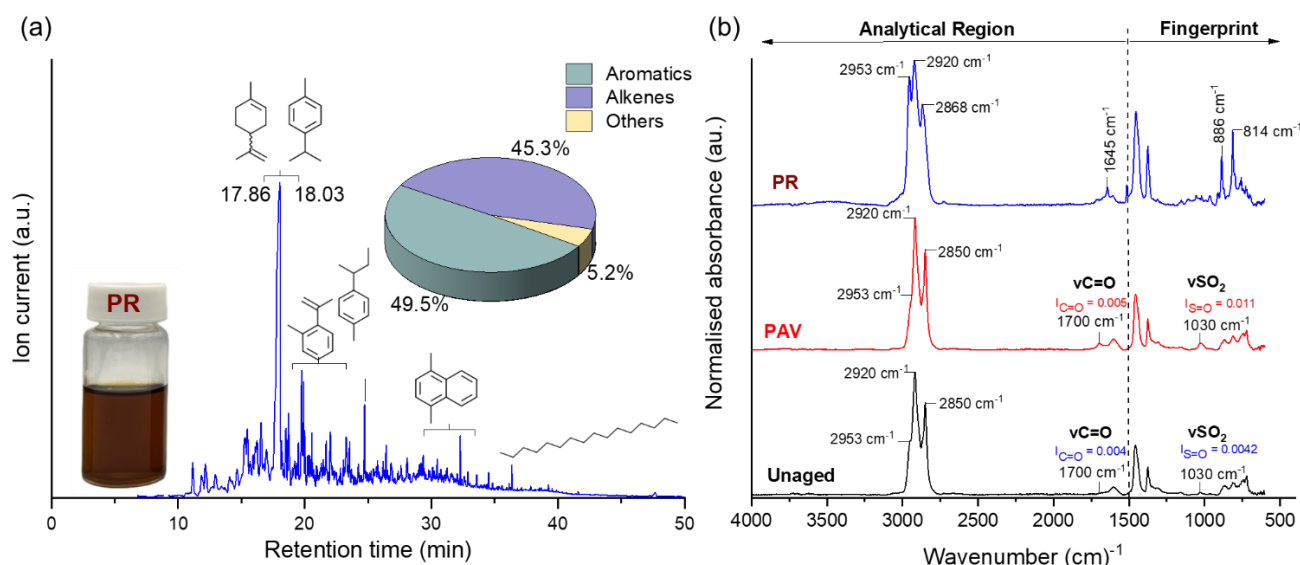 (a)
Ion current (a.u.)
Aromatics
Alkenes
Others
45.3%
5.2%
49.5%
17.86
18.03
PR
0
10
20
30
40
50
Retention time (min)
(b)
Analytical Region
Fingerprint
Normalised absorbance (au.)
2920 cm-1
2953 cm-1
2868 cm-1
1645 cm-1
886 cm-1
814 cm-1
PR
2920 cm-1
2850 cm-1
2953 cm-1
PAV
vC=O
IC=O = 0.005
1700 cm-1
vSO2
IS=O = 0.011
1030 cm-1
2920 cm-1
2850 cm-1
2953 cm-1
Unaged
vC=O
IC=O = 0.004
1700 cm-1
vSO2
IS=O = 0.0042
1030 cm-1
4000
3500
3000
2500
2000
1500
1000
500
Wavenumber (cm)-1